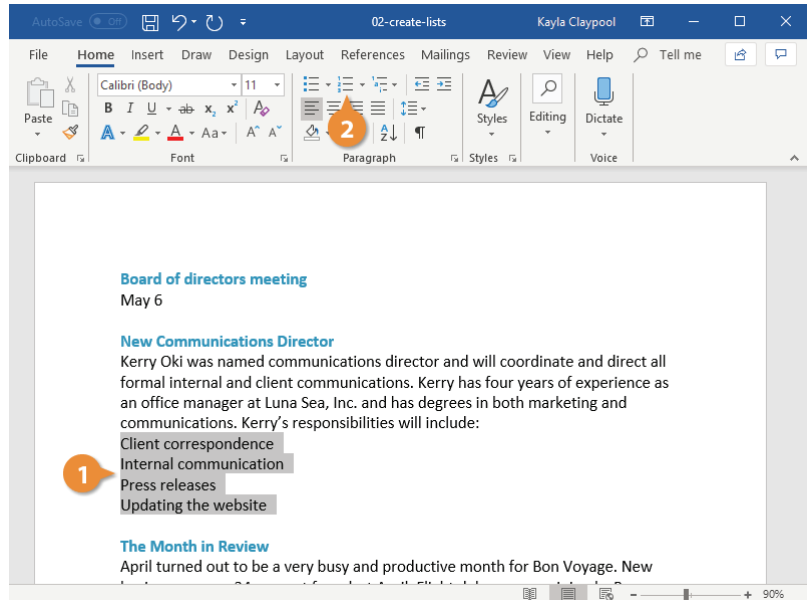 AutoSave Off 02-create-lists Kayla Claypool
File Home Insert Draw Design Layout References Mailings Review View Help Tell me
Calibri (Body) 11
Paste B I U ab x₂ x² A Styles Editing Dictate
A A Aa A^ A˅ 2 A Z ¶
Clipboard Font Paragraph Styles Voice
Board of directors meeting
May 6
New Communications Director
Kerry Oki was named communications director and will coordinate and direct all
formal internal and client communications. Kerry has four years of experience as
an office manager at Luna Sea, Inc. and has degrees in both marketing and
communications. Kerry's responsibilities will include:
Client correspondence
Internal communication
1
Press releases
Updating the website
The Month in Review
April turned out to be a very busy and productive month for Bon Voyage. New
90%